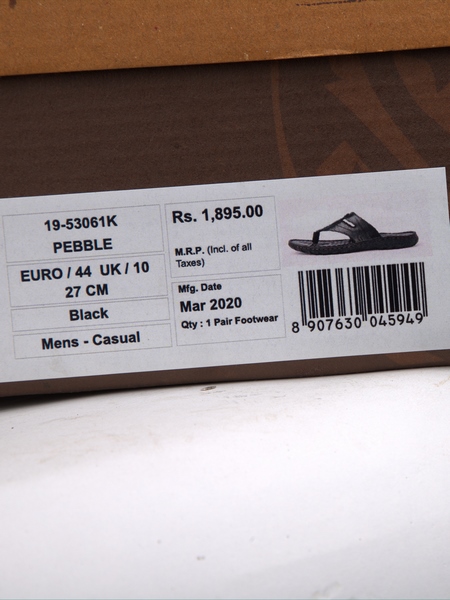 19-53061K
PEBBLE
EURO / 44 UK / 10
27 CM
Black
Mens - Casual
Rs. 1,895.00
M.R.P. (Incl. of all
Taxes)
Mfg. Date
Mar 2020
Qty : 1 Pair Footwear
8 907630 045949